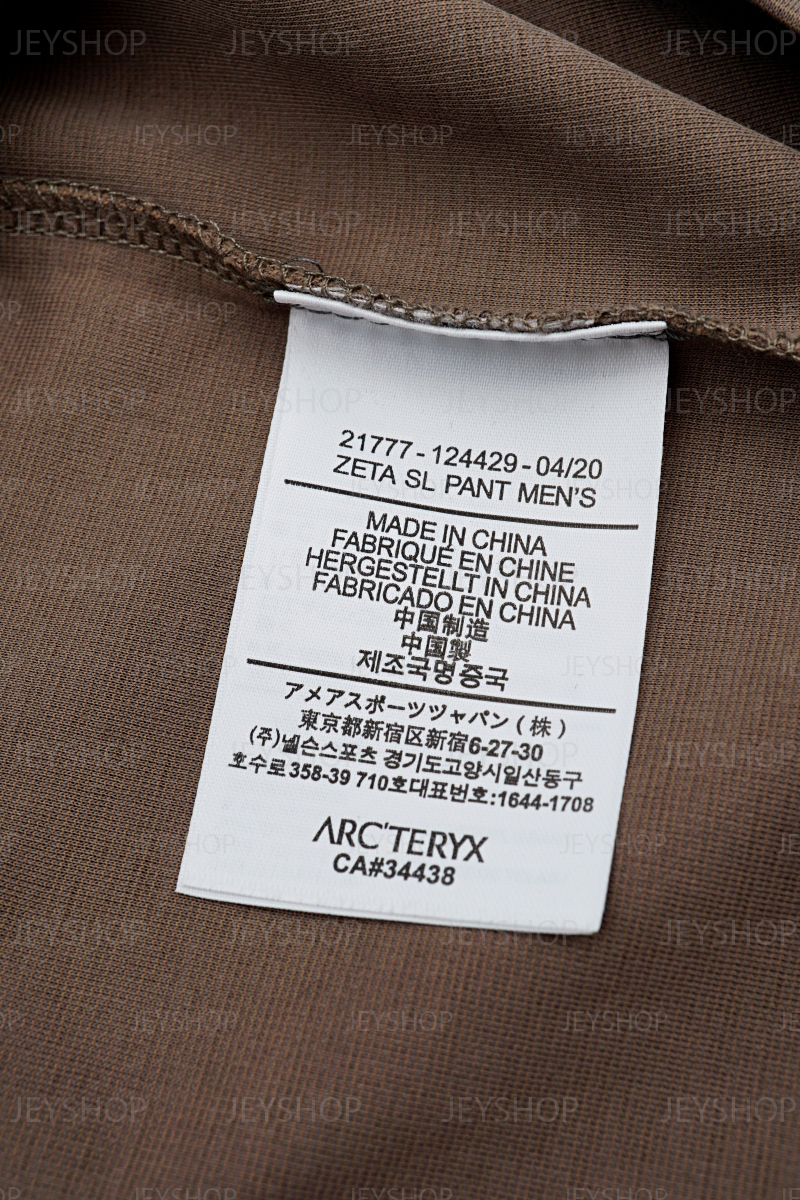 21777 - 124429 - 04/20
ZETA SL PANT MEN'S
MADE IN CHINA
FABRIQUÉ EN CHINE
HERGESTELLT IN CHINA
FABRICADO EN CHINA
中国制造
中国製
제조국명 중국
アメアスポーツツャパン ( 株 )
東京都新宿区新宿6-27-30
(주)넬슨스포츠 경기도고양시일산동구
호수로 358-39 710호대표번호:1644-1708
ARC'TERYX
CA#34438
JEYSHOP